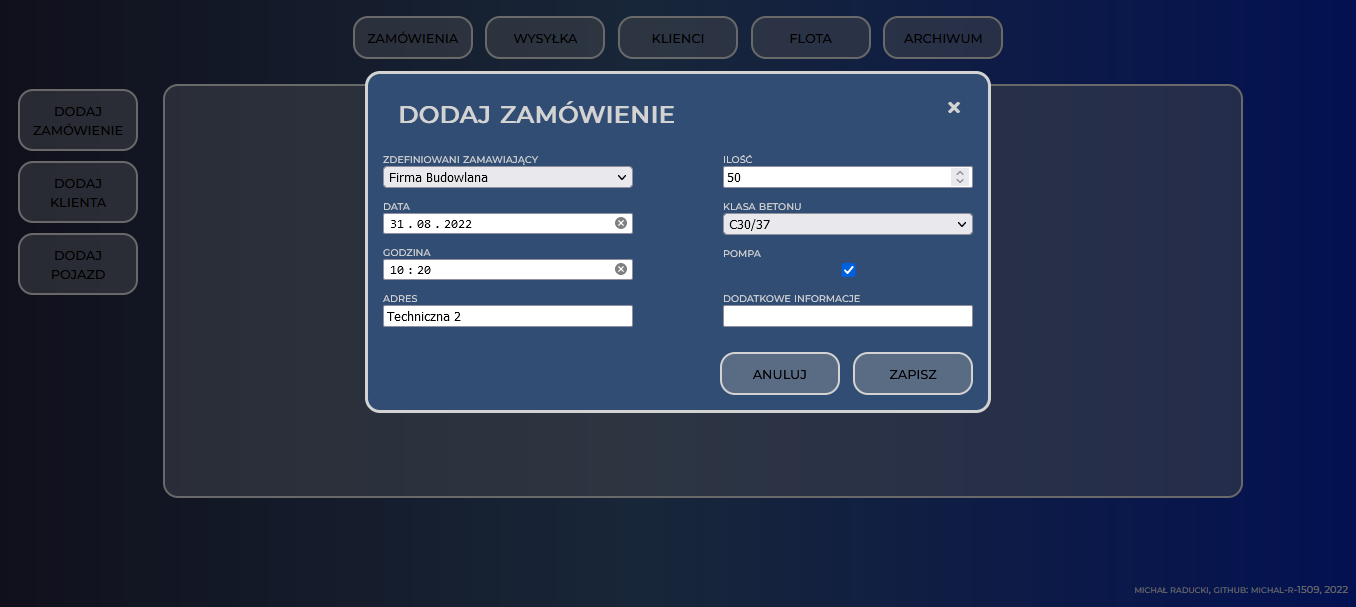 ZAMÓWIENIA WYSYŁKA KLIENCI FLOTA ARCHIWUM
DODAJ
ZAMÓWIENIE
DODAJ
KLIENTA
DODAJ
POJAZD
DODAJ ZAMÓWIENIE ×
ZDEFINIOWANI ZAMAWIAJĄCY
Firma Budowlana
DATA
31.08.2022
GODZINA
10:20
ADRES
Techniczna 2
ILOŚĆ
50
KLASA BETONU
C30/37
POMPA
DODATKOWE INFORMACJE
ANULUJ ZAPISZ
MICHAŁ RADUCKI, GITHUB: MICHAL-R-1509, 2022